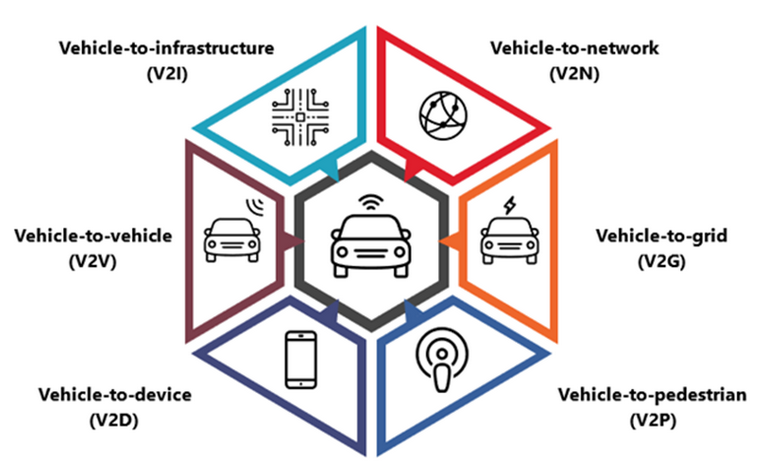 Vehicle-to-infrastructure
(V2I)
Vehicle-to-network
(V2N)
Vehicle-to-vehicle
(V2V)
Vehicle-to-grid
(V2G)
Vehicle-to-device
(V2D)
Vehicle-to-pedestrian
(V2P)